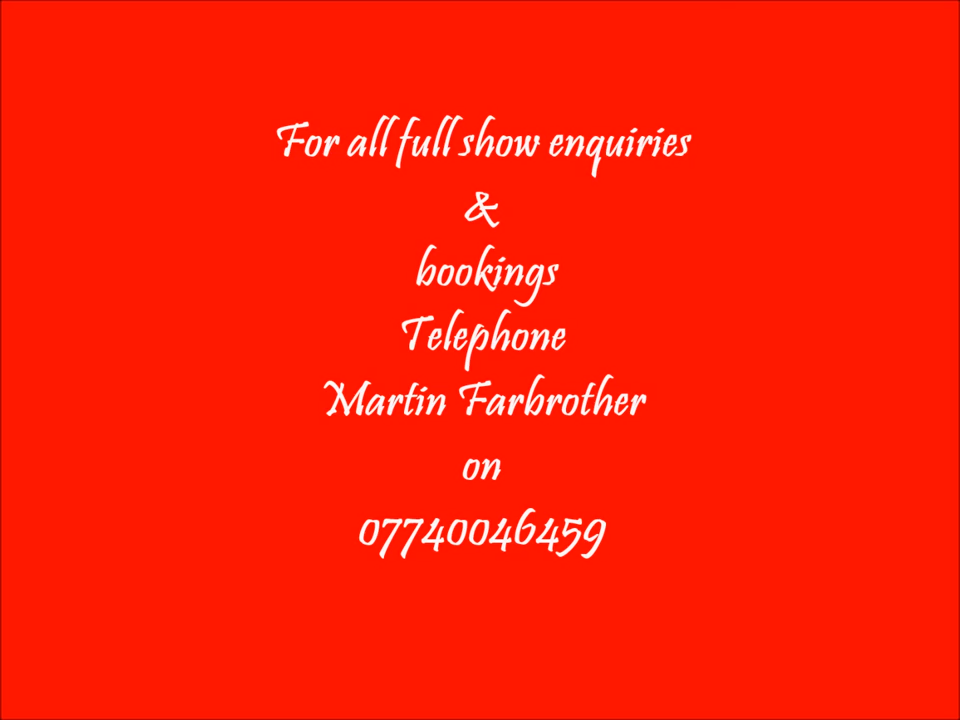 For all full show enquiries
&
bookings
Telephone
Martin Farbrother
on
07740046459